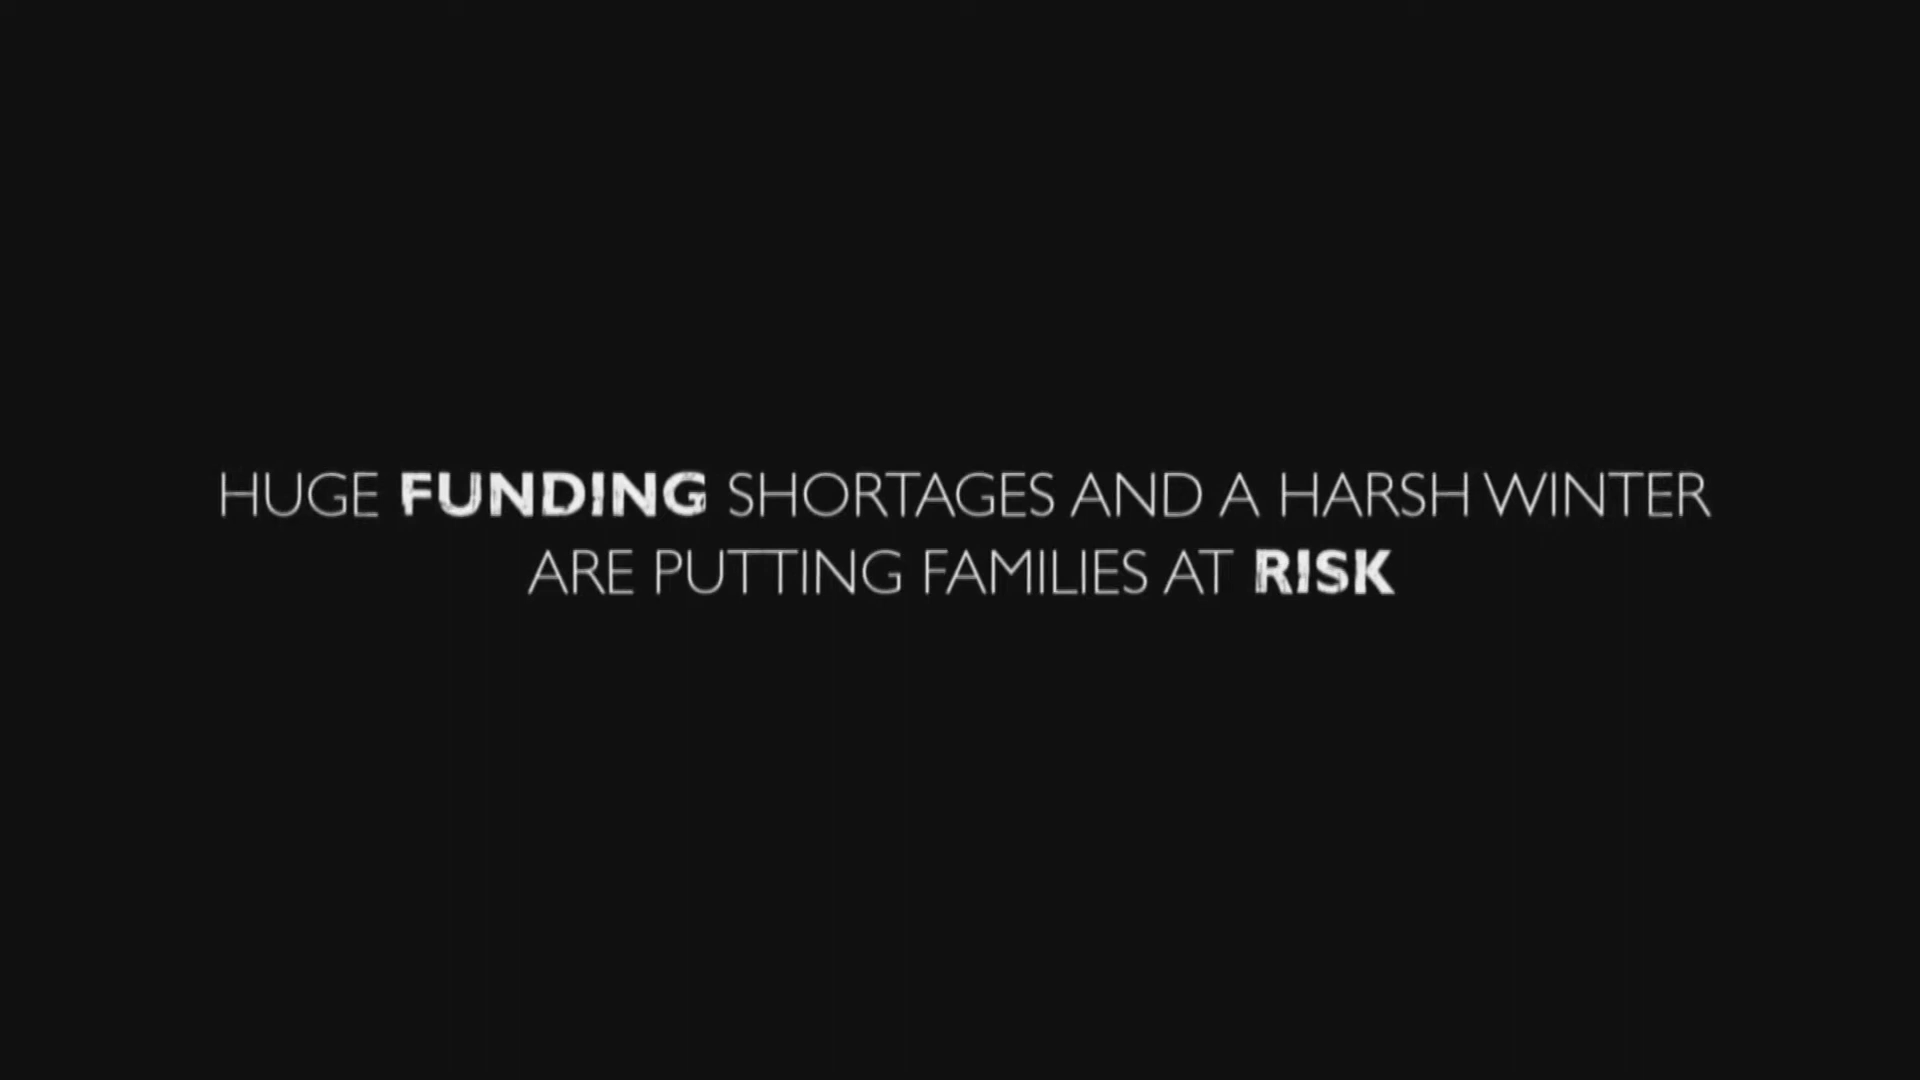 HUGE FUNDING SHORTAGES AND A HARSH WINTER
ARE PUTTING FAMILIES AT RISK